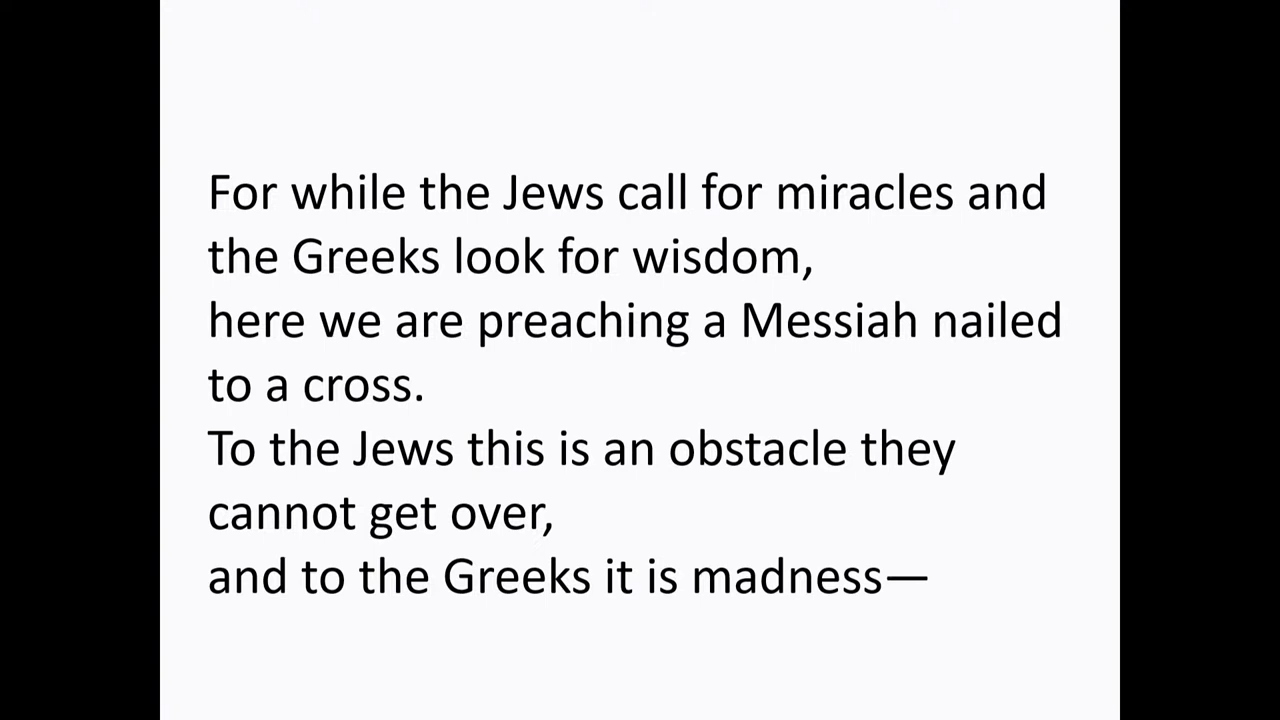 For while the Jews call for miracles and
the Greeks look for wisdom,
here we are preaching a Messiah nailed
to a cross.
To the Jews this is an obstacle they
cannot get over,
and to the Greeks it is madness—